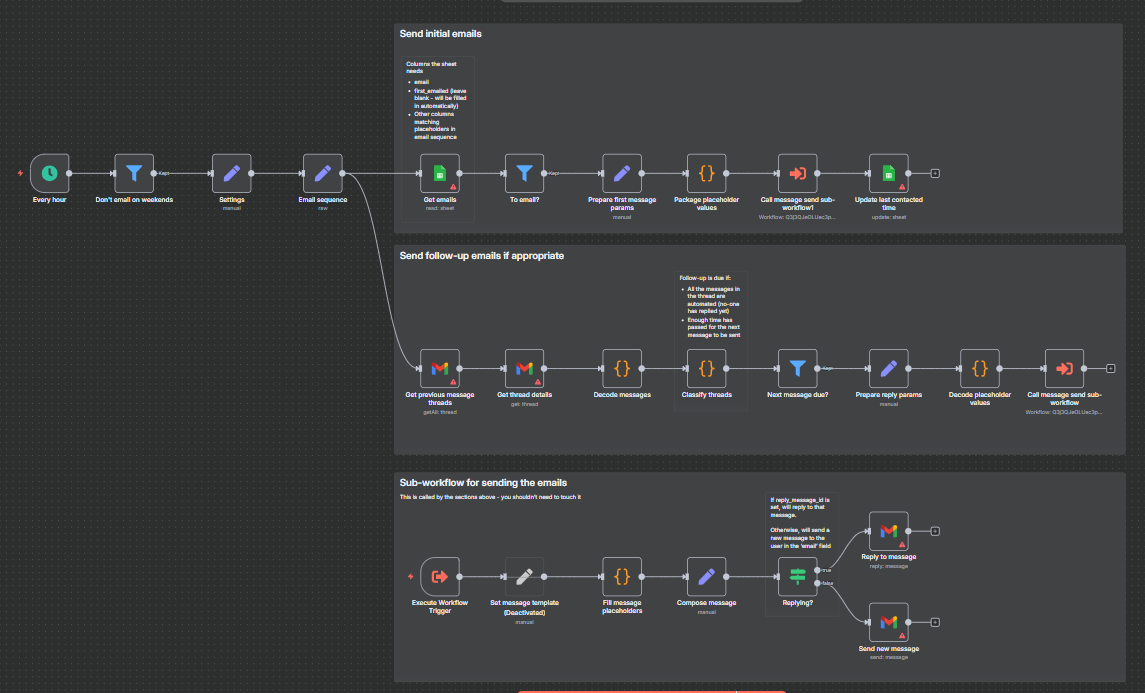 Send initial emails
Columns the sheet
needs
email
first_emailed (leave
blank - will be filled
in automatically)
Other columns
matching
placeholders in
email sequence
Kept
Kept
Every hour
Don't email on weekends
Settings
manual
Email sequence
raw
Get emails
read: sheet
To email?
Prepare first message
params
manual
Package placeholder
values
Call message send sub-
workflow1
Update last contacted
time
update: sheet
Send follow-up emails if appropriate
Follow-up is due if:
All the messages in
the thread are
automated (no-one
has replied yet)
Enough time has
passed for the next
message to be sent
Kept
Get previous message
threads
getAll: thread
Get thread details
get: thread
Decode messages
Classify threads
Next message due?
Prepare reply params
manual
Decode placeholder
values
Call message send sub-
workflow
Sub-workflow for sending the emails
This is called by the sections above - you shouldn't need to touch it
If reply_message_id is
set, will reply to that
message.
Otherwise, will send a
new message to the
user in the 'email' field
Reply to message
reply: message
true
false
Execute Workflow
Trigger
Set message template
(Deactivated)
manual
Fill message
placeholders
Compose message
manual
Replying?
Send new message
send: message